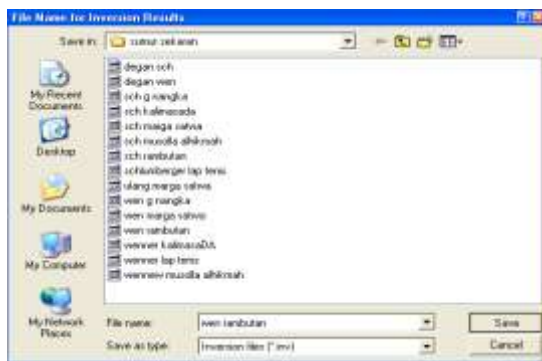 File Name for Inversion Results
Save in:
sumur sekaran
My Recent Documents
Desktop
My Documents
My Computer
My Network Places
degan sch
degan wen
sch g nangka
sch kalimasada
sch marga satwa
sch musolla alhikmah
sch rambutan
schlumberger lap tenis
ulang marga satwa
wen g nangka
wen marga satwa
wen rambutan
wenner kalimasaDA
wenner lap tenis
wennew musolla alhikmah
File name:
wen rambutan
Save
Save as type:
Inversion files (*.inv)
Cancel